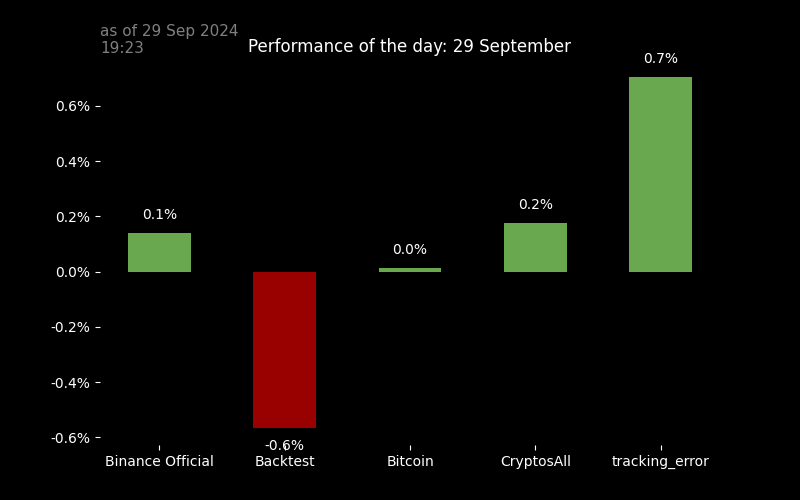 as of 29 Sep 2024
19:23
Performance of the day: 29 September
0.7%
0.6%
0.4%
0.2%
0.1%
0.2%
0.0%
0.0%
-0.2%
-0.4%
-0.6%
-0.6%
Binance Official
Backtest
Bitcoin
CryptosAll
tracking_error